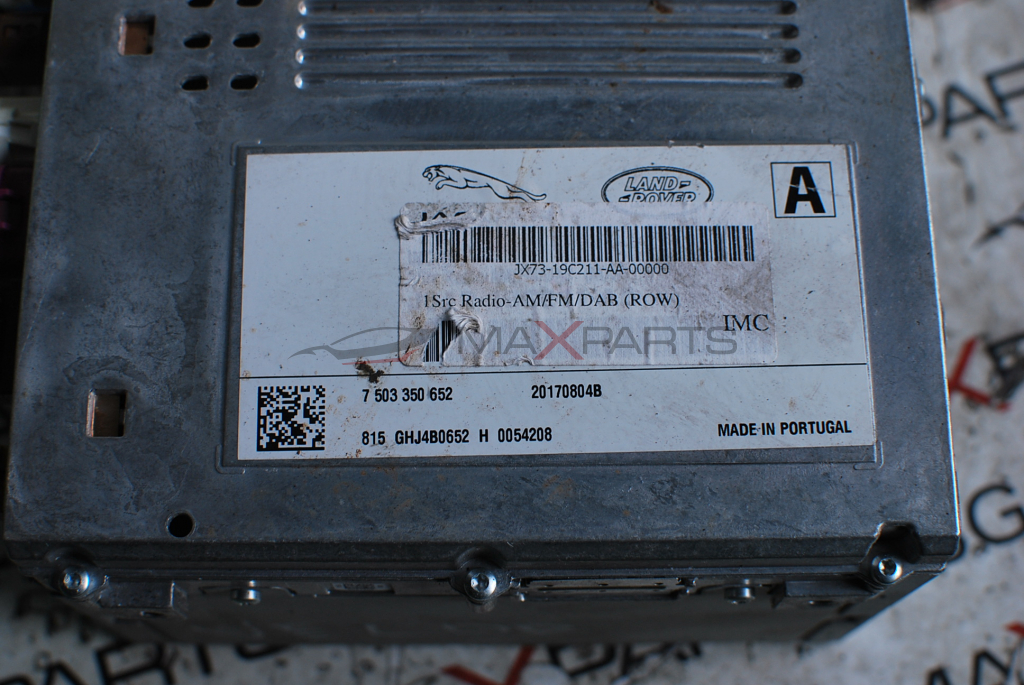 LAND-
ROVER
A
JX73-19C211-AA-00000
1Src Radio-AM/FM/DAB (ROW)
IMC
MAXPARTS
7 503 350 652 20170804B
815 GHJ4B0652 H 0054208 MADE IN PORTUGAL